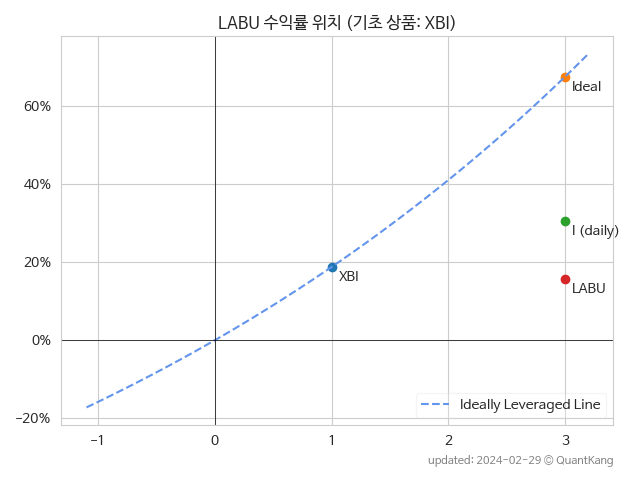 LABU 수익률 위치 (기초 상품: XBI)
60%
40%
20%
0%
−20%
Ideal
I (daily)
XBI
LABU
Ideally Leveraged Line
−1 0 1 2 3
updated: 2024-02-29 © QuantKang